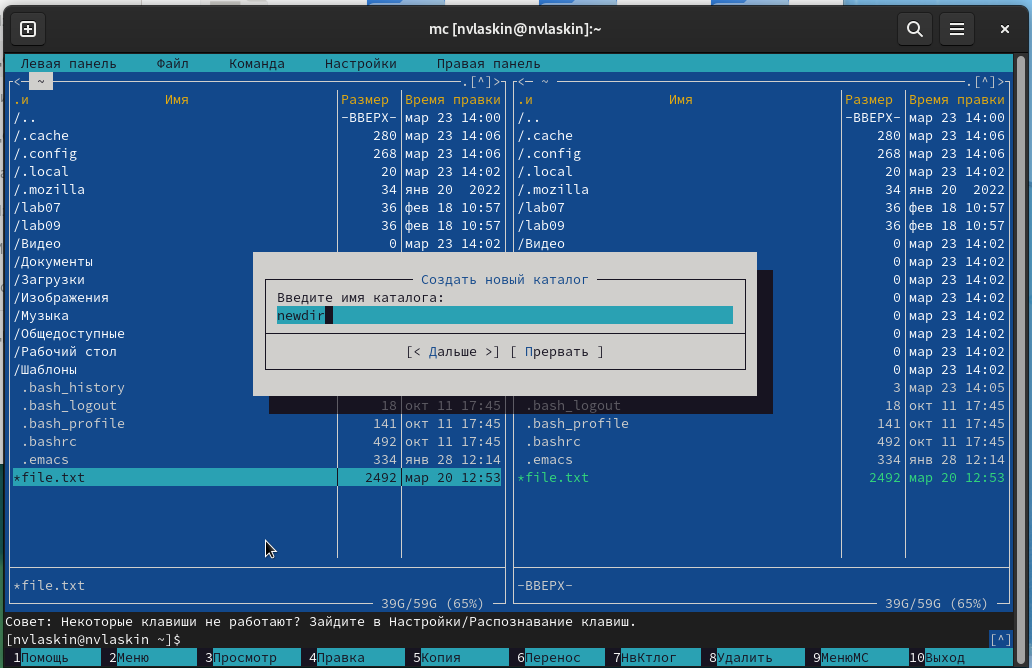 mc [nvlaskin@nvlaskin]:~
Левая панель Файл Команда Настройки Правая панель
<─ ~ .[^]> <─ ~ .[^]>
.и Имя Размер Время правки .и Имя Размер Время правки
/.. -ВВЕРХ- мар 23 14:00 /.. -ВВЕРХ- мар 23 14:00
/.cache 280 мар 23 14:06 /.cache 280 мар 23 14:06
/.config 268 мар 23 14:06 /.config 268 мар 23 14:06
/.local 20 мар 23 14:02 /.local 20 мар 23 14:02
/.mozilla 34 янв 20 2022 /.mozilla 34 янв 20 2022
/lab07 36 фев 18 10:57 /lab07 36 фев 18 10:57
/lab09 36 фев 18 10:57 /lab09 36 фев 18 10:57
/Видео 0 мар 23 14:02 /Видео 0 мар 23 14:02
/Документы 0 мар 23 14:02
/Загрузки Создать новый каталог 0 мар 23 14:02
/Изображения Введите имя каталога: 0 мар 23 14:02
/Музыка newdir 0 мар 23 14:02
/Общедоступные 0 мар 23 14:02
/Рабочий стол [< Дальше >] [ Прервать ] 0 мар 23 14:02
/Шаблоны 0 мар 23 14:02
.bash_history 3 мар 23 14:05
.bash_logout 18 окт 11 17:45 .bash_logout 18 окт 11 17:45
.bash_profile 141 окт 11 17:45 .bash_profile 141 окт 11 17:45
.bashrc 492 окт 11 17:45 .bashrc 492 окт 11 17:45
.emacs 334 янв 28 12:14 .emacs 334 янв 28 12:14
*file.txt 2492 мар 20 12:53 *file.txt 2492 мар 20 12:53
*file.txt -ВВЕРХ-
39G/59G (65%) 39G/59G (65%)
Совет: Некоторые клавиши не работают? Зайдите в Настройки/Распознавание клавиш.
[nvlaskin@nvlaskin ~]$ [^]
1Помощь 2Меню 3Просмотр 4Правка 5Копия 6Перенос 7НвКтлог 8Удалить 9МенюМС 10Выход